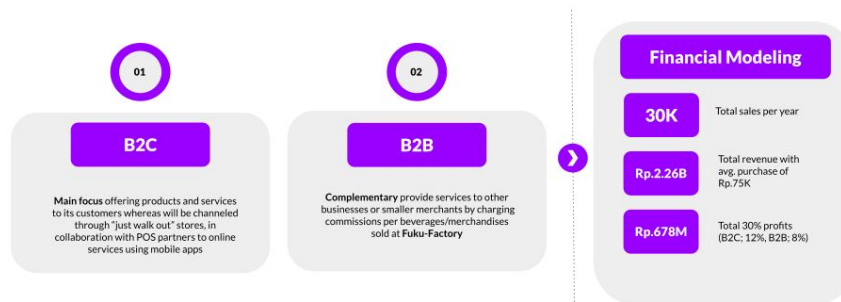 01
B2C
Main focus offering products and services
to its customers whereas will be channeled
through "just walk out" stores, in
collaboration with POS partners to online
services using mobile apps
02
B2B
Complementary provide services to other
businesses or smaller merchants by charging
commissions per beverages/merchandises
sold at Fuku-Factory
Financial Modeling
30K
Total sales per year
Rp.2.26B
Total revenue with
avg. purchase of
Rp.75K
Rp.678M
Total 30% profits
(B2C; 12%, B2B; 8%)